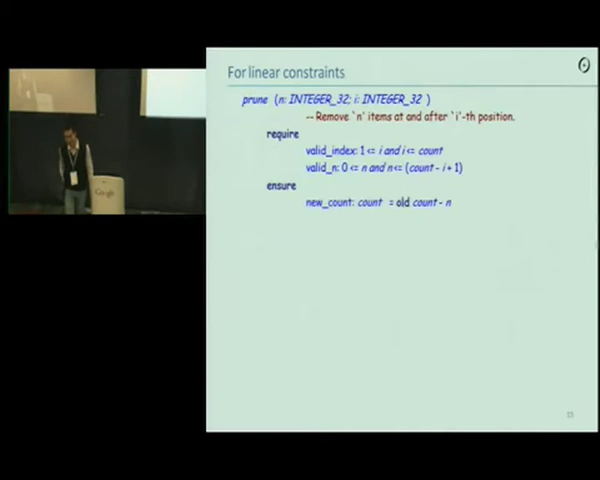 For linear constraints
prune (n: INTEGER_32; i: INTEGER_32 )
-- Remove `n' items at and after `i'-th position.
require
valid_index: 1 <= i and i <= count
valid_n: 0 <= n and n <= (count - i + 1)
ensure
new_count: count = old count - n
Google